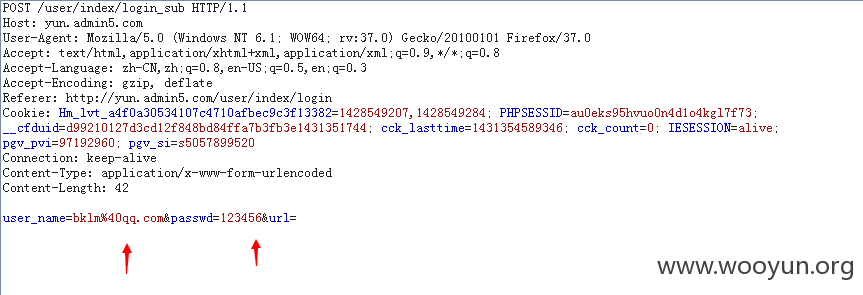 POST /user/index/login_sub HTTP/1.1
Host: yun.admin5.com
User-Agent: Mozilla/5.0 (Windows NT 6.1; WOW64; rv:37.0) Gecko/20100101 Firefox/37.0
Accept: text/html,application/xhtml+xml,application/xml;q=0.9,*/*;q=0.8
Accept-Language: zh-CN,zh;q=0.8,en-US;q=0.5,en;q=0.3
Accept-Encoding: gzip, deflate
Referer: http://yun.admin5.com/user/index/login
Cookie: Hm_lvt_a4f0a30534107c4710afbec9c3f13382=1428549207,1428549284; PHPSESSID=au0eks95hvuo0n4d1o4kgl7f73;
__cfduid=d99210127d3cd12f848bd84ffa7b3fb3e1431351744; cck_lasttime=1431354589346; cck_count=0; IESESSION=alive;
pgv_pvi=97192960; pgv_si=s5057899520
Connection: keep-alive
Content-Type: application/x-www-form-urlencoded
Content-Length: 42
user_name=bklm%40qq.com&passwd=123456&url=
www.wooyun.org